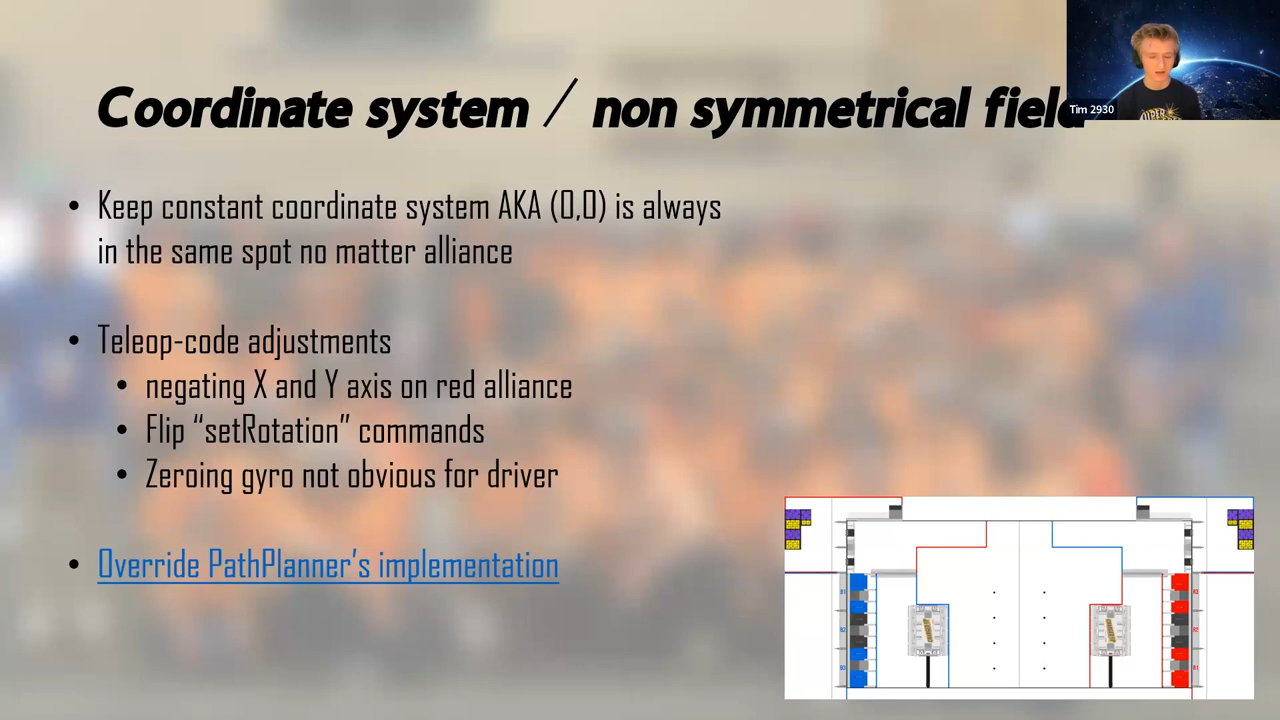 Coordinate system / non symmetrical field
Tim 2930
• Keep constant coordinate system AKA (0,0) is always
in the same spot no matter alliance
• Teleop-code adjustments
• negating X and Y axis on red alliance
• Flip “setRotation” commands
• Zeroing gyro not obvious for driver
• Override PathPlanner’s implementation